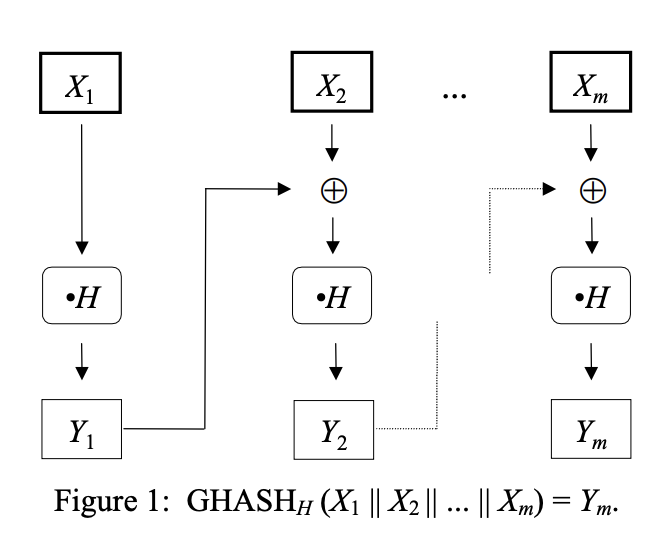 X1 X2 ... Xm
⊕ ⊕
•H •H •H
Y1 Y2 Ym
Figure 1: GHASHH (X1 || X2 || ... || Xm) = Ym.